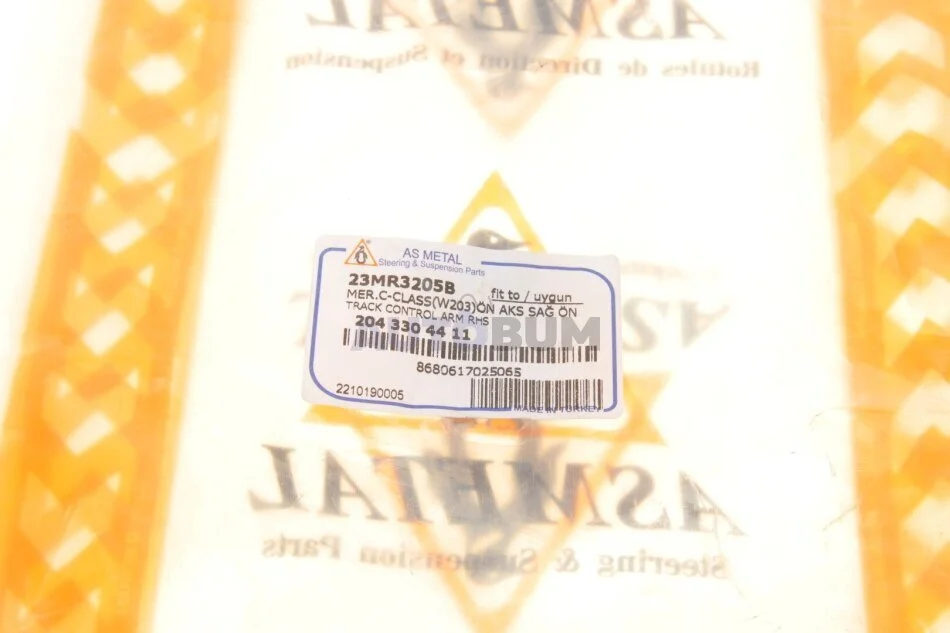 ASMETAL
Rotules de Direction et Suspension
AS METAL
Steering & Suspension Parts
23MR3205B
fit to / uygun
MER.C-CLASS(W203)ÖN AKS SAĞ ÖN
TRACK CONTROL ARM RHS
204 330 44 11
BUM
8680617025065
2210190005
MADE IN TURKEY
ASMETAL
Steering & Suspension Parts